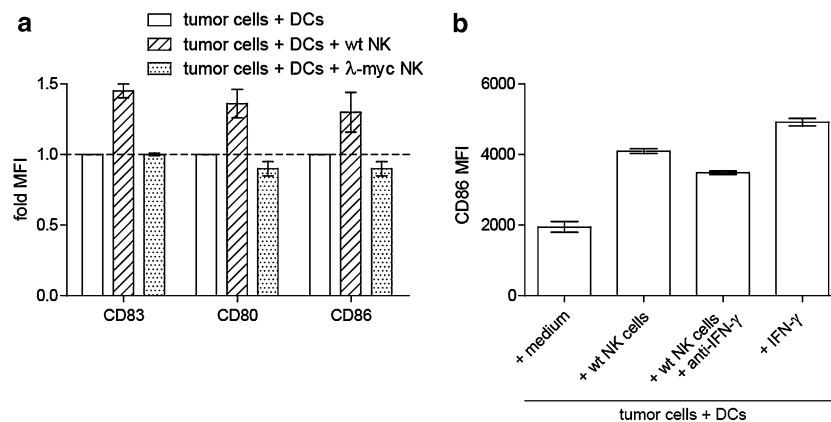 a
tumor cells + DCs
tumor cells + DCs + wt NK
tumor cells + DCs + λ-myc NK
fold MFI
1.5
1.0
0.5
0.0
CD83
CD80
CD86
b
CD86 MFI
6000
4000
2000
0
+ medium
+ wt NK cells
+ wt NK cells
+ anti-IFN-γ
+ IFN-γ
tumor cells + DCs